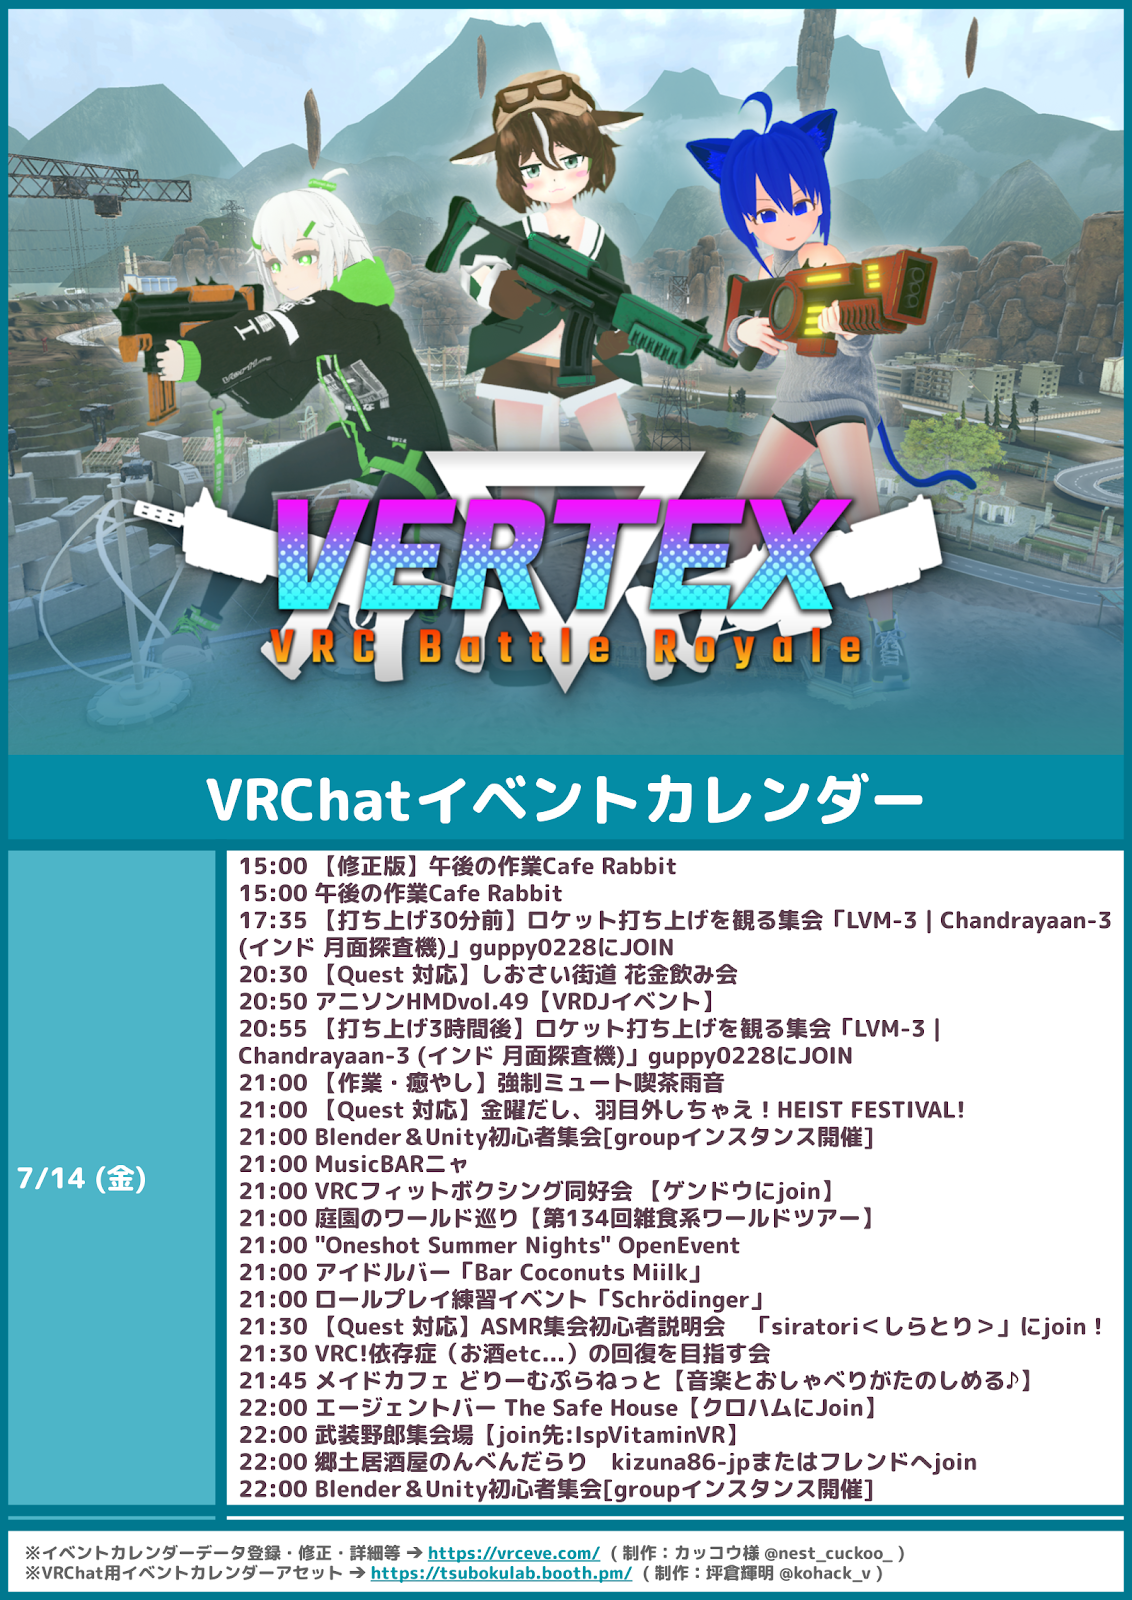 VERTEX
VRC Battle Royale
VRChatイベントカレンダー
7/14 (金)
15:00 【修正版】午後の作業Cafe Rabbit
15:00 午後の作業Cafe Rabbit
17:35 【打ち上げ30分前】ロケット打ち上げを観る集会「LVM-3 | Chandrayaan-3
(インド 月面探査機)」guppy0228にJOIN
20:30 【Quest 対応】しおさい街道 花金飲み会
20:50 アニソンHMDvol.49【VRDJイベント】
20:55 【打ち上げ3時間後】ロケット打ち上げを観る集会「LVM-3 |
Chandrayaan-3 (インド 月面探査機)」guppy0228にJOIN
21:00 【作業・癒やし】強制ミュート喫茶雨音
21:00 【Quest 対応】金曜だし、羽目外しちゃえ！HEIST FESTIVAL!
21:00 Blender＆Unity初心者集会[groupインスタンス開催]
21:00 MusicBARニャ
21:00 VRCフィットボクシング同好会 【ゲンドウにjoin】
21:00 庭園のワールド巡り【第134回雑食系ワールドツアー】
21:00 "Oneshot Summer Nights" OpenEvent
21:00 アイドルバー「Bar Coconuts Miilk」
21:00 ロールプレイ練習イベント「Schrödinger」
21:30 【Quest 対応】ASMR集会初心者説明会　「siratori＜しらとり＞」にjoin！
21:30 VRC!依存症（お酒etc...）の回復を目指す会
21:45 メイドカフェ どりーむぷらねっと【音楽とおしゃべりがたのしめる♪】
22:00 エージェントバー The Safe House【クロハムにJoin】
22:00 武装野郎集会場【join先:IspVitaminVR】
22:00 郷土居酒屋のんべんだらり　kizuna86-jpまたはフレンドへjoin
22:00 Blender＆Unity初心者集会[groupインスタンス開催]
※イベントカレンダーデータ登録・修正・詳細等 ➔ https://vrceve.com/ （制作：カッコウ様 @nest_cuckoo_ ）
※VRChat用イベントカレンダーアセット ➔ https://tsubokulab.booth.pm/ （制作：坪倉輝明 @kohack_v ）